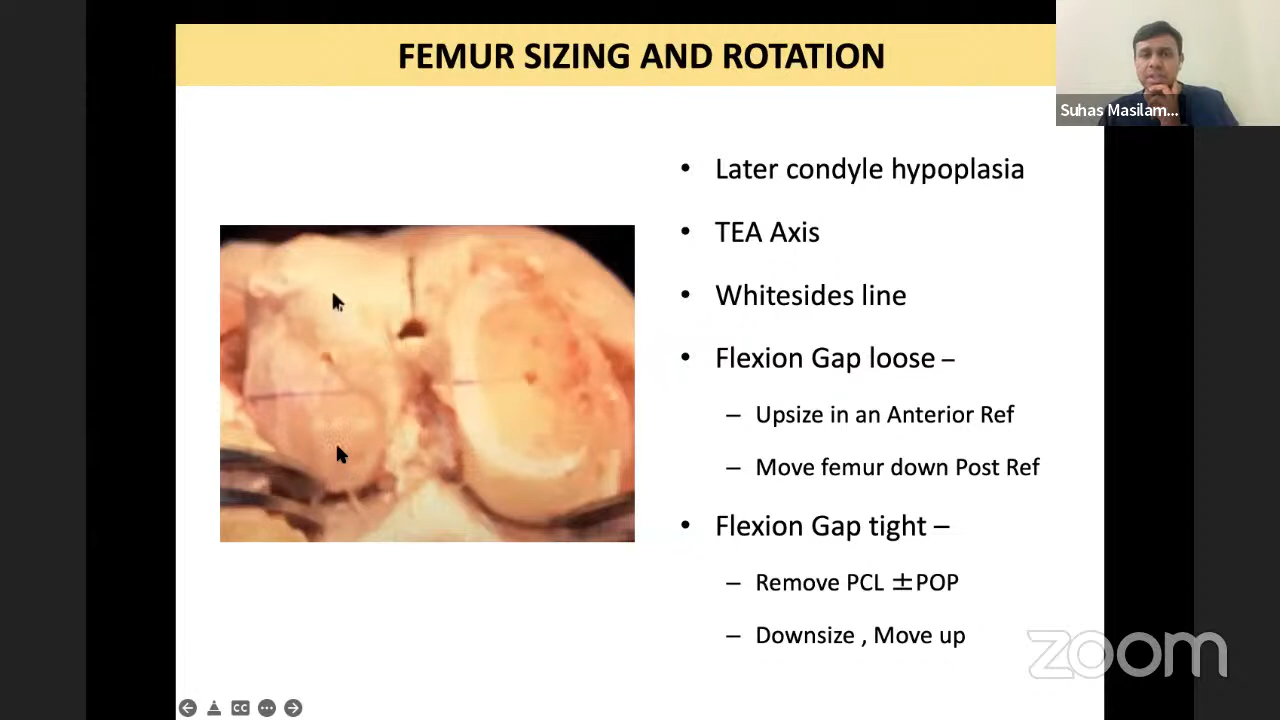 FEMUR SIZING AND ROTATION
Suhas Masilam...
• Later condyle hypoplasia
• TEA Axis
• Whitesides line
• Flexion Gap loose –
– Upsize in an Anterior Ref
– Move femur down Post Ref
• Flexion Gap tight –
– Remove PCL ±POP
– Downsize , Move up
zoom
CC